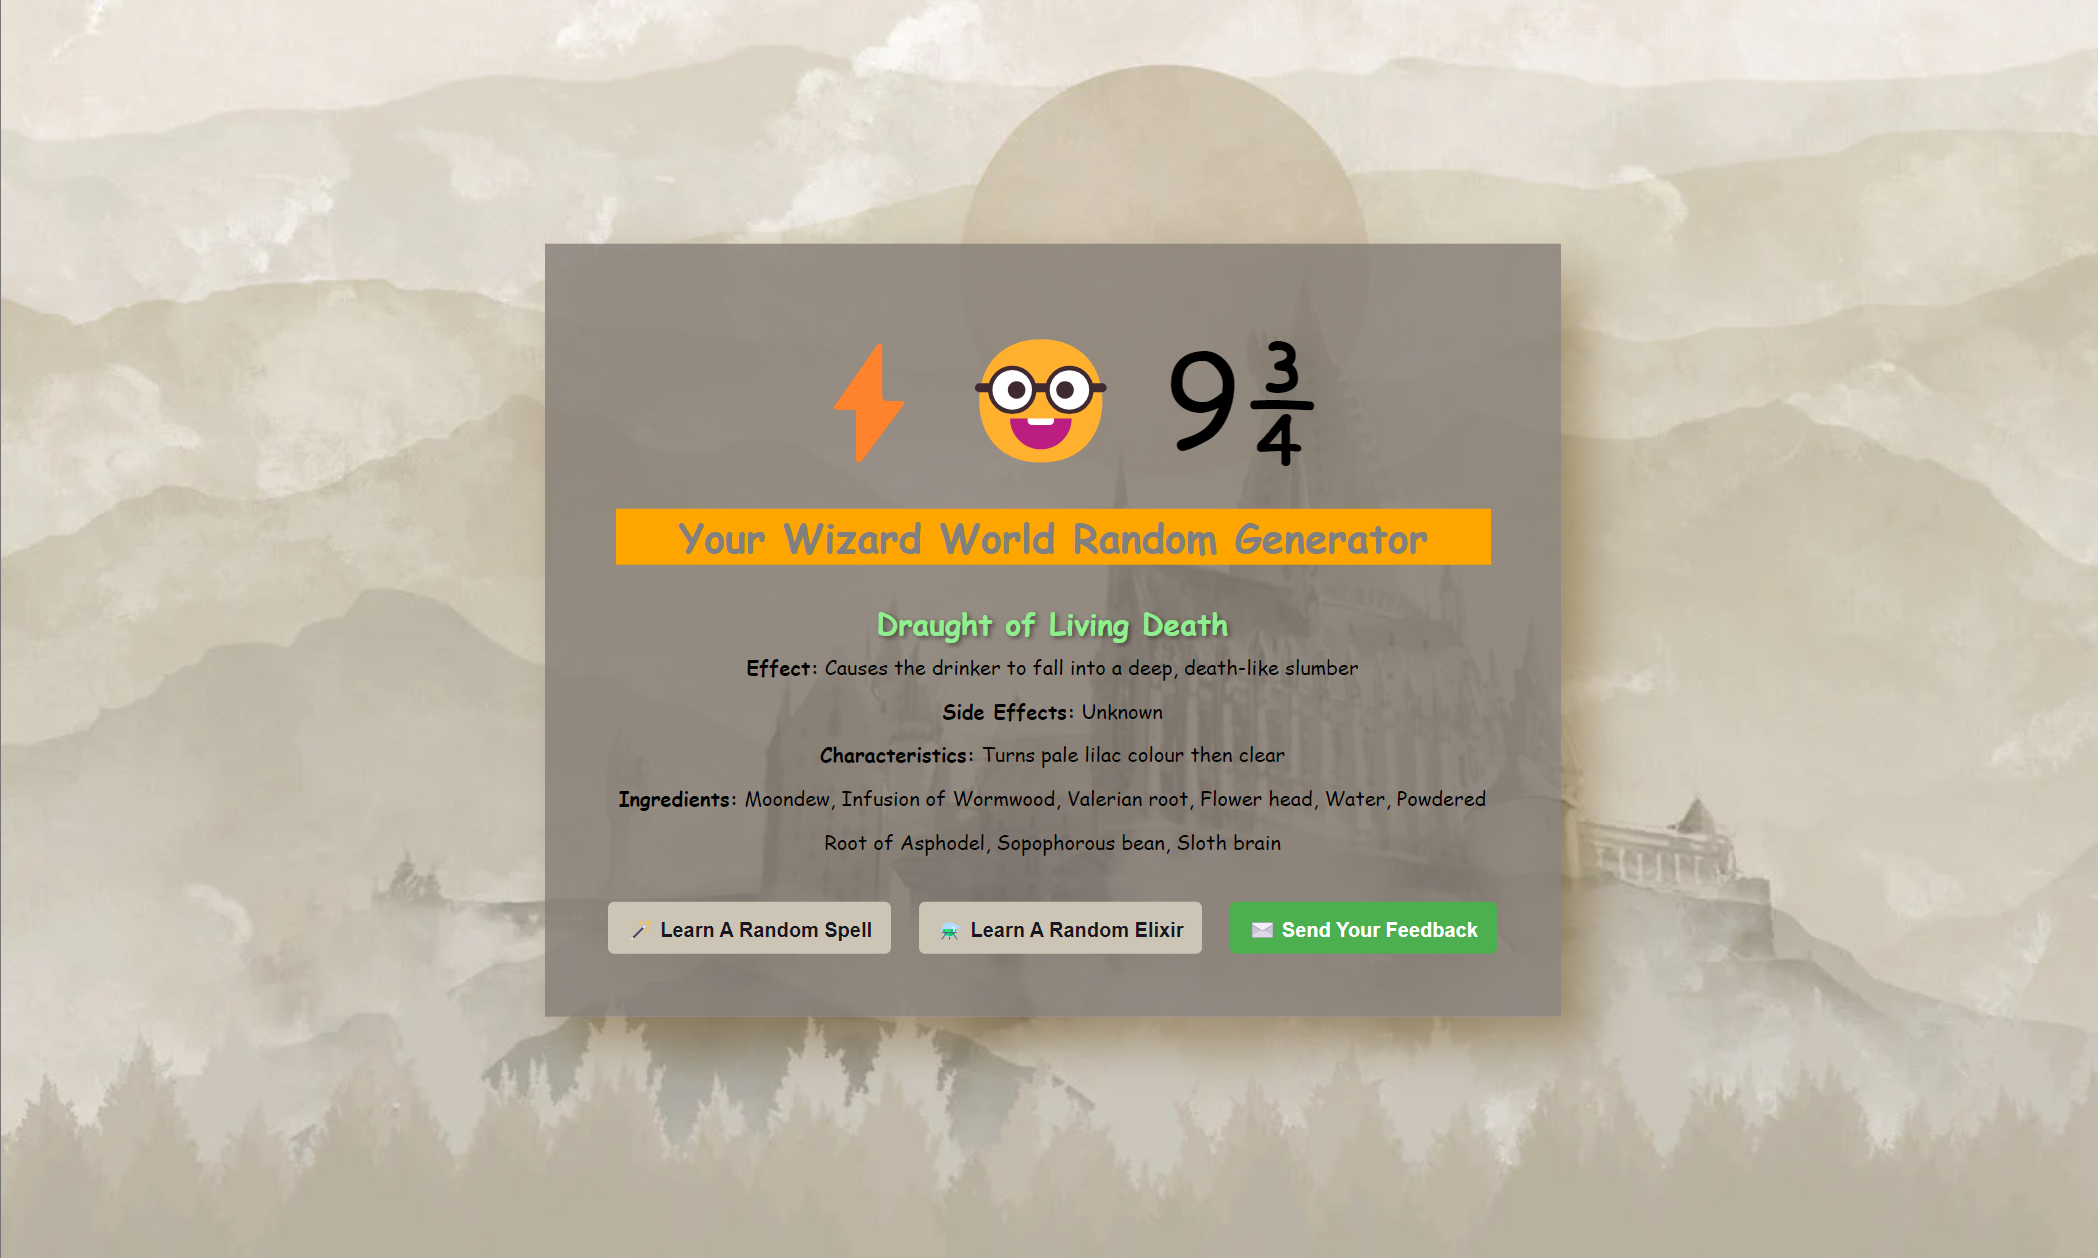 9 3/4
Your Wizard World Random Generator
Draught of Living Death
Effect: Causes the drinker to fall into a deep, death-like slumber
Side Effects: Unknown
Characteristics: Turns pale lilac colour then clear
Ingredients: Moondew, Infusion of Wormwood, Valerian root, Flower head, Water, Powdered
Root of Asphodel, Sopophorous bean, Sloth brain
Learn A Random Spell
Learn A Random Elixir
Send Your Feedback